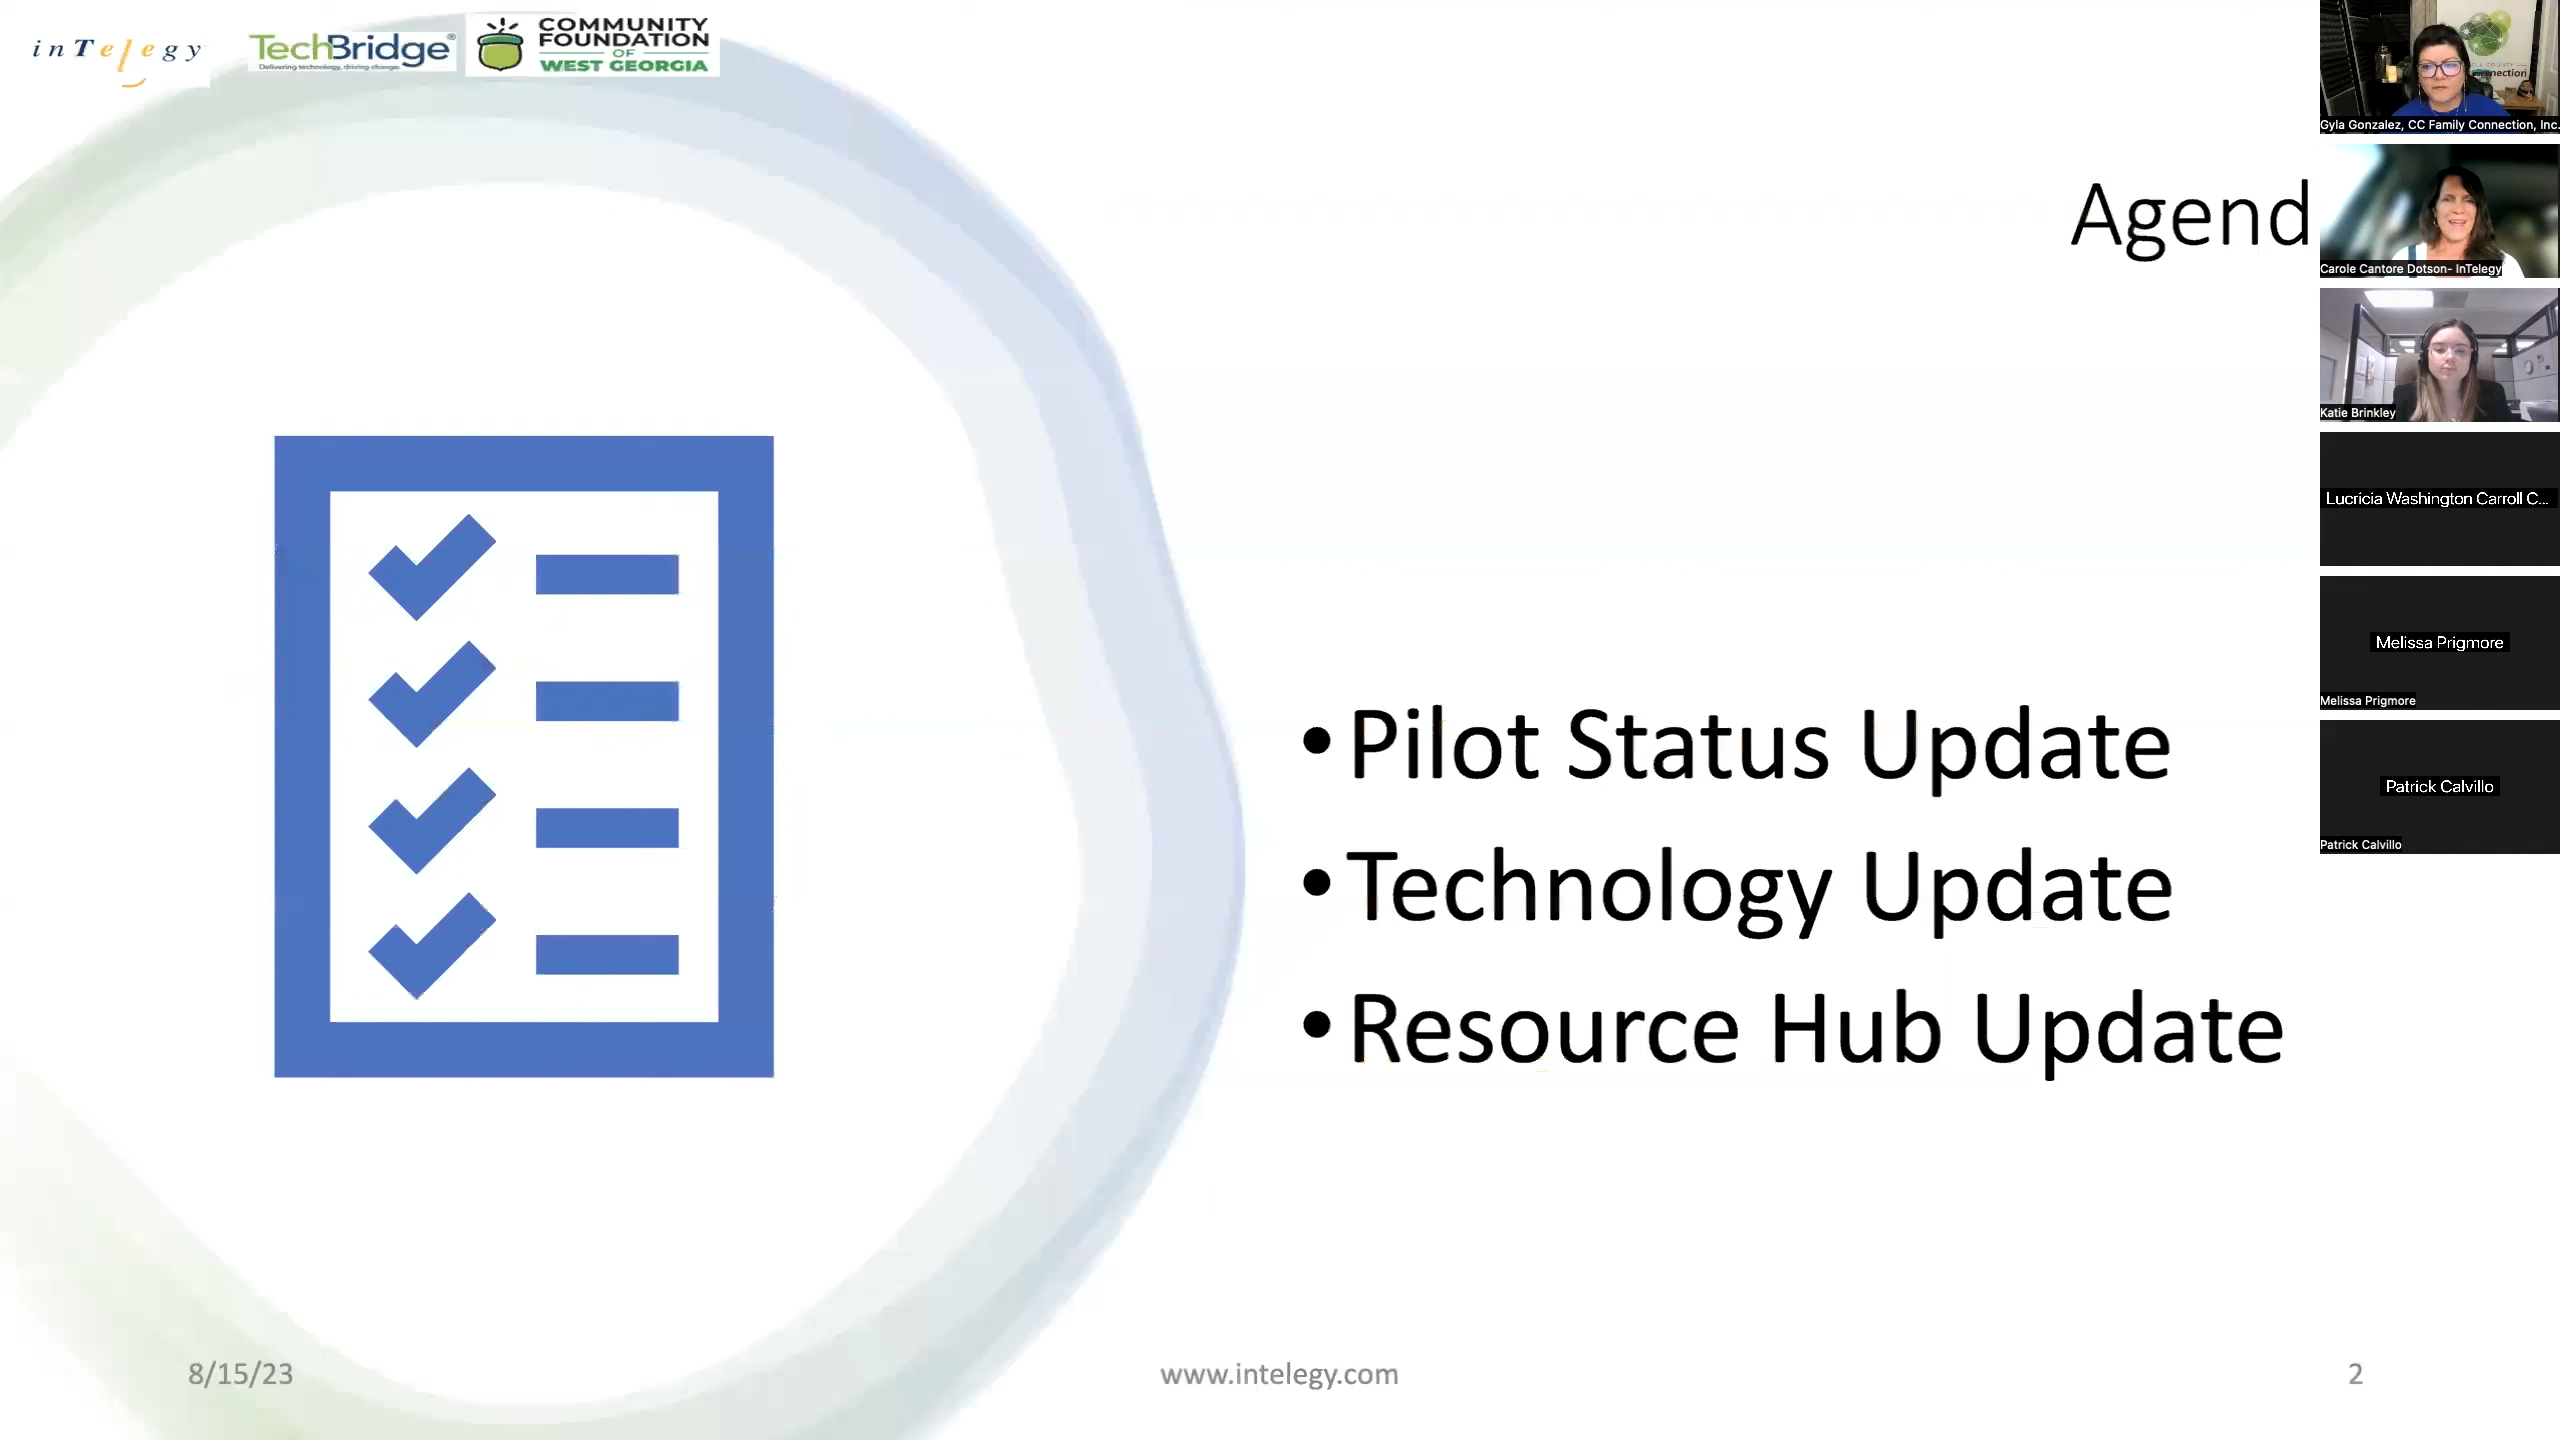 inTelegy
TechBridge®
Delivering technology, driving change.
COMMUNITY
FOUNDATION
OF
WEST GEORGIA
Agend
•Pilot Status Update
•Technology Update
•Resource Hub Update
8/15/23
www.intelegy.com
2
nection
Gyla Gonzalez, CC Family Connection, Inc.
Carole Cantore Dotson- InTelegy
Katie Brinkley
Lucricia Washington Carroll C...
Melissa Prigmore
Melissa Prigmore
Patrick Calvillo
Patrick Calvillo